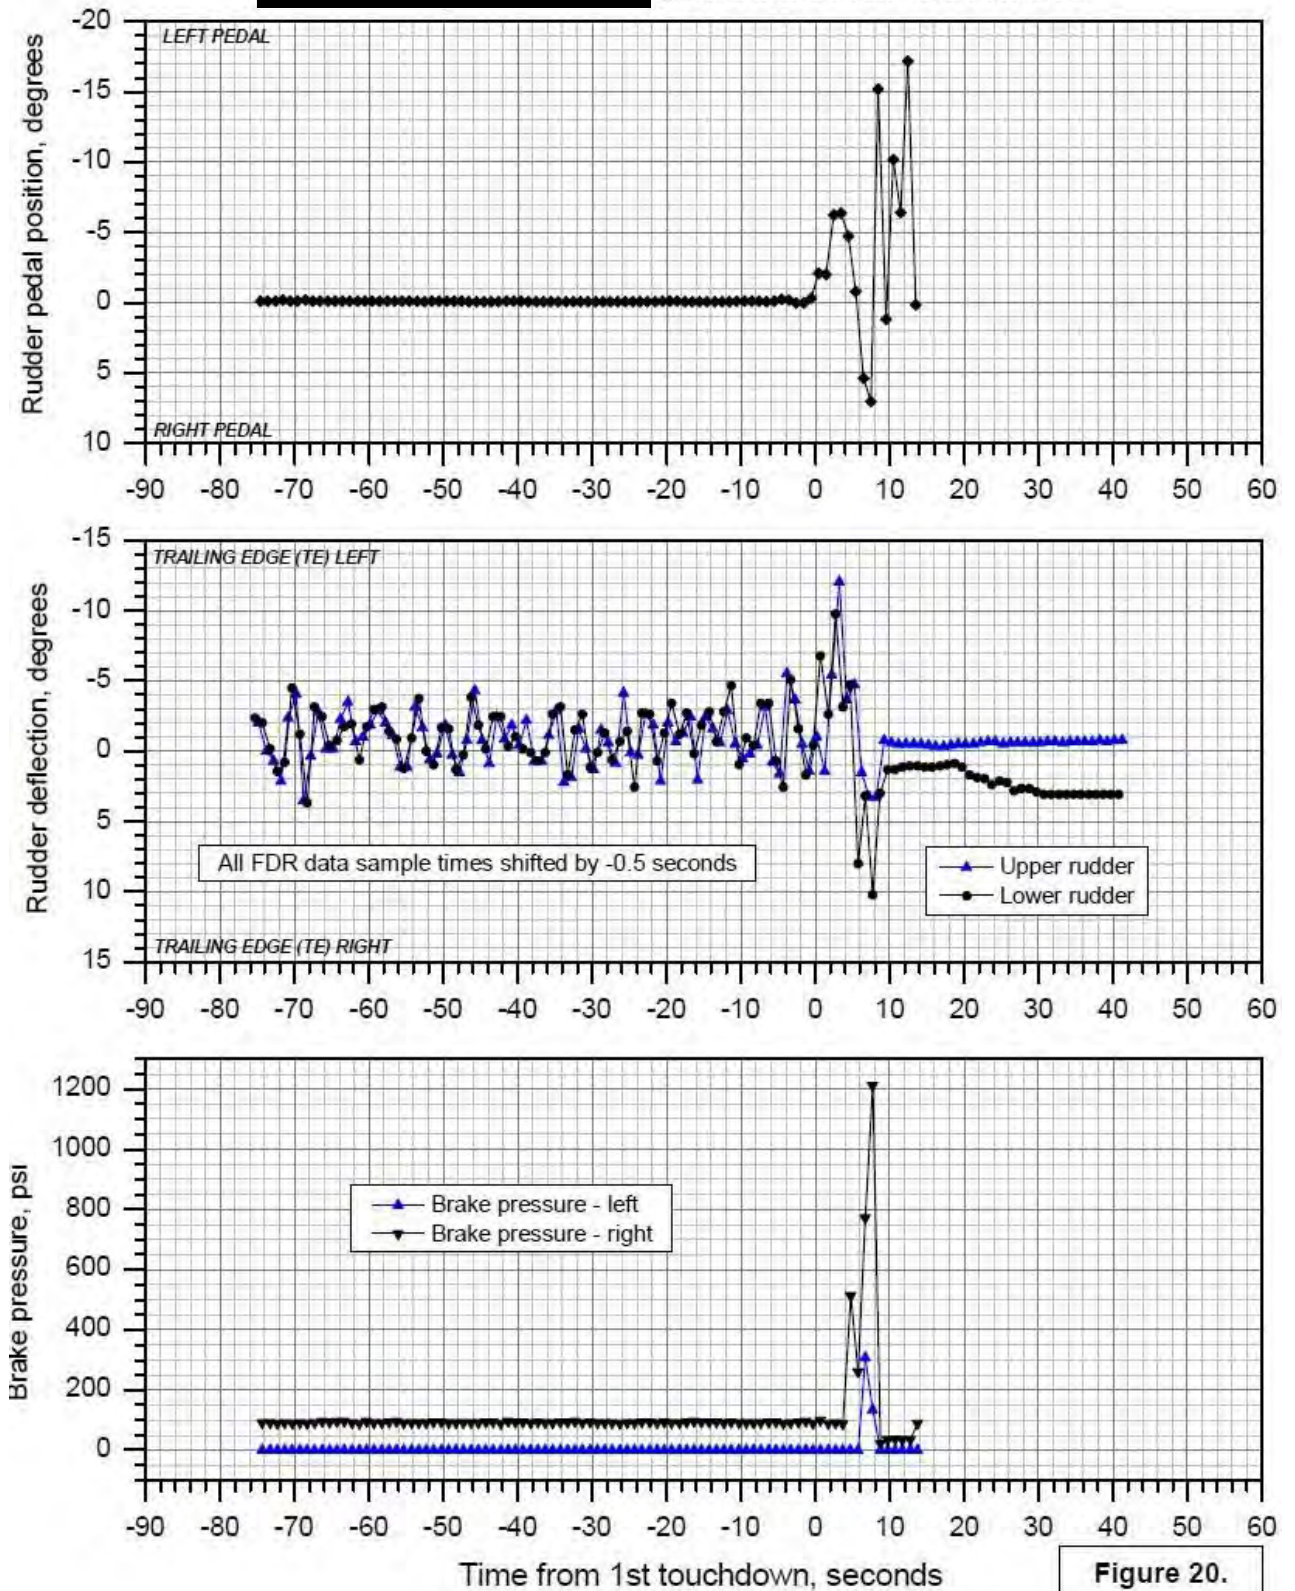 LEFT PEDAL
-20
-15
-10
-5
0
5
10
Rudder pedal position, degrees
RIGHT PEDAL
-90 -80 -70 -60 -50 -40 -30 -20 -10 0 10 20 30 40 50 60
TRAILING EDGE (TE) LEFT
-15
-10
-5
0
5
10
15
Rudder deflection, degrees
All FDR data sample times shifted by -0.5 seconds
Upper rudder
Lower rudder
TRAILING EDGE (TE) RIGHT
-90 -80 -70 -60 -50 -40 -30 -20 -10 0 10 20 30 40 50 60
1200
1000
800
600
400
200
0
Brake pressure, psi
Brake pressure - left
Brake pressure - right
-90 -80 -70 -60 -50 -40 -30 -20 -10 0 10 20 30 40 50 60
Time from 1st touchdown, seconds
Figure 20.